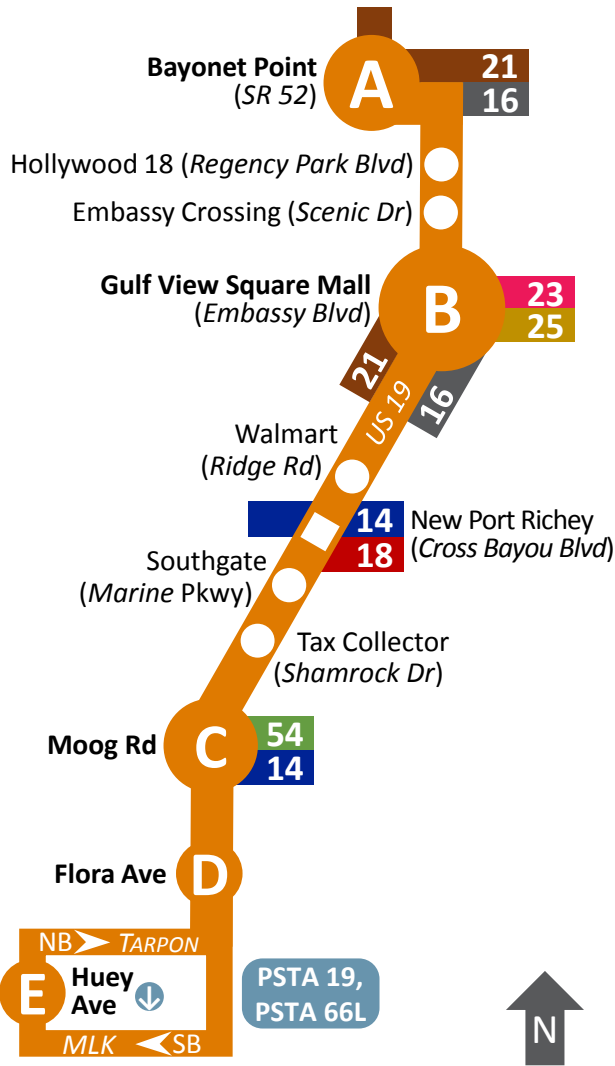 Bayonet Point
(SR 52)
A
21
16
Hollywood 18 (Regency Park Blvd)
Embassy Crossing (Scenic Dr)
Gulf View Square Mall
(Embassy Blvd)
B
23
25
21
US 19
16
Walmart
(Ridge Rd)
14
18
New Port Richey
(Cross Bayou Blvd)
Southgate
(Marine Pkwy)
Tax Collector
(Shamrock Dr)
Moog Rd
C
54
14
Flora Ave
D
NB TARPON
E
Huey
Ave
MLK SB
PSTA 19,
PSTA 66L
N